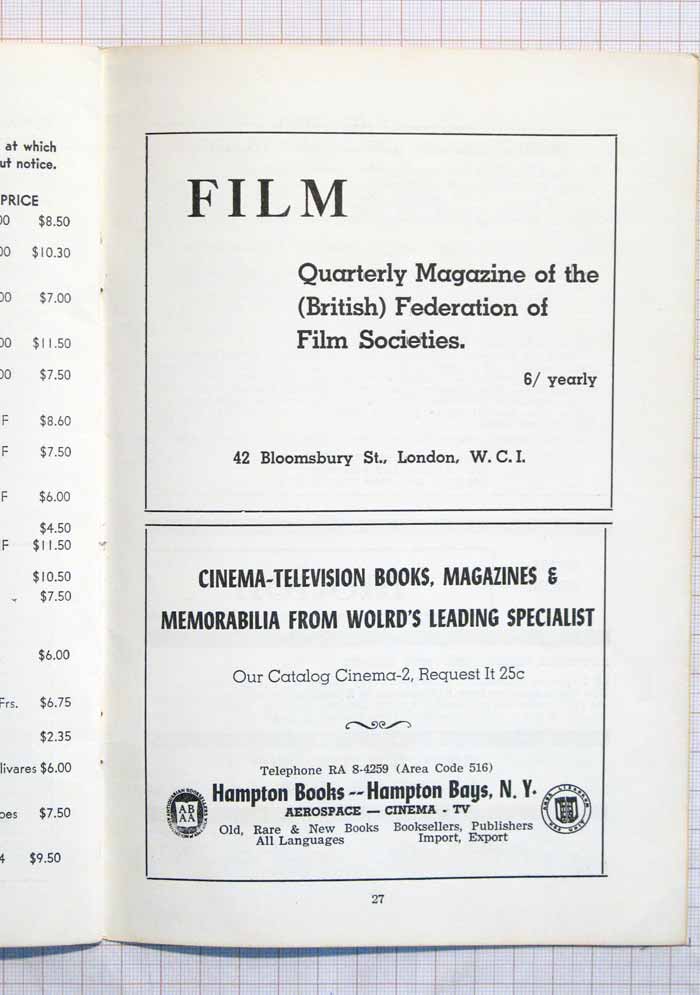 at which
ut notice.
PRICE
00 $8.50
00 $10.30
00 $7.00
00 $11.50
00 $7.50
F $8.60
F $7.50
F $6.00
$4.50
F $11.50
$10.50
$7.50
$6.00
Frs. $6.75
$2.35
livares $6.00
oes $7.50
4 $9.50
FILM
Quarterly Magazine of the
(British) Federation of
Film Societies.
6/ yearly
42 Bloomsbury St., London, W. C. I.
CINEMA-TELEVISION BOOKS, MAGAZINES &
MEMORABILIA FROM WOLRD'S LEADING SPECIALIST
Our Catalog Cinema-2, Request It 25c
Telephone RA 8-4259 (Area Code 516)
Hampton Books -- Hampton Bays, N. Y.
AEROSPACE — CINEMA - TV
AB
AA
Old, Rare & New Books Booksellers, Publishers
All Languages Import, Export
27